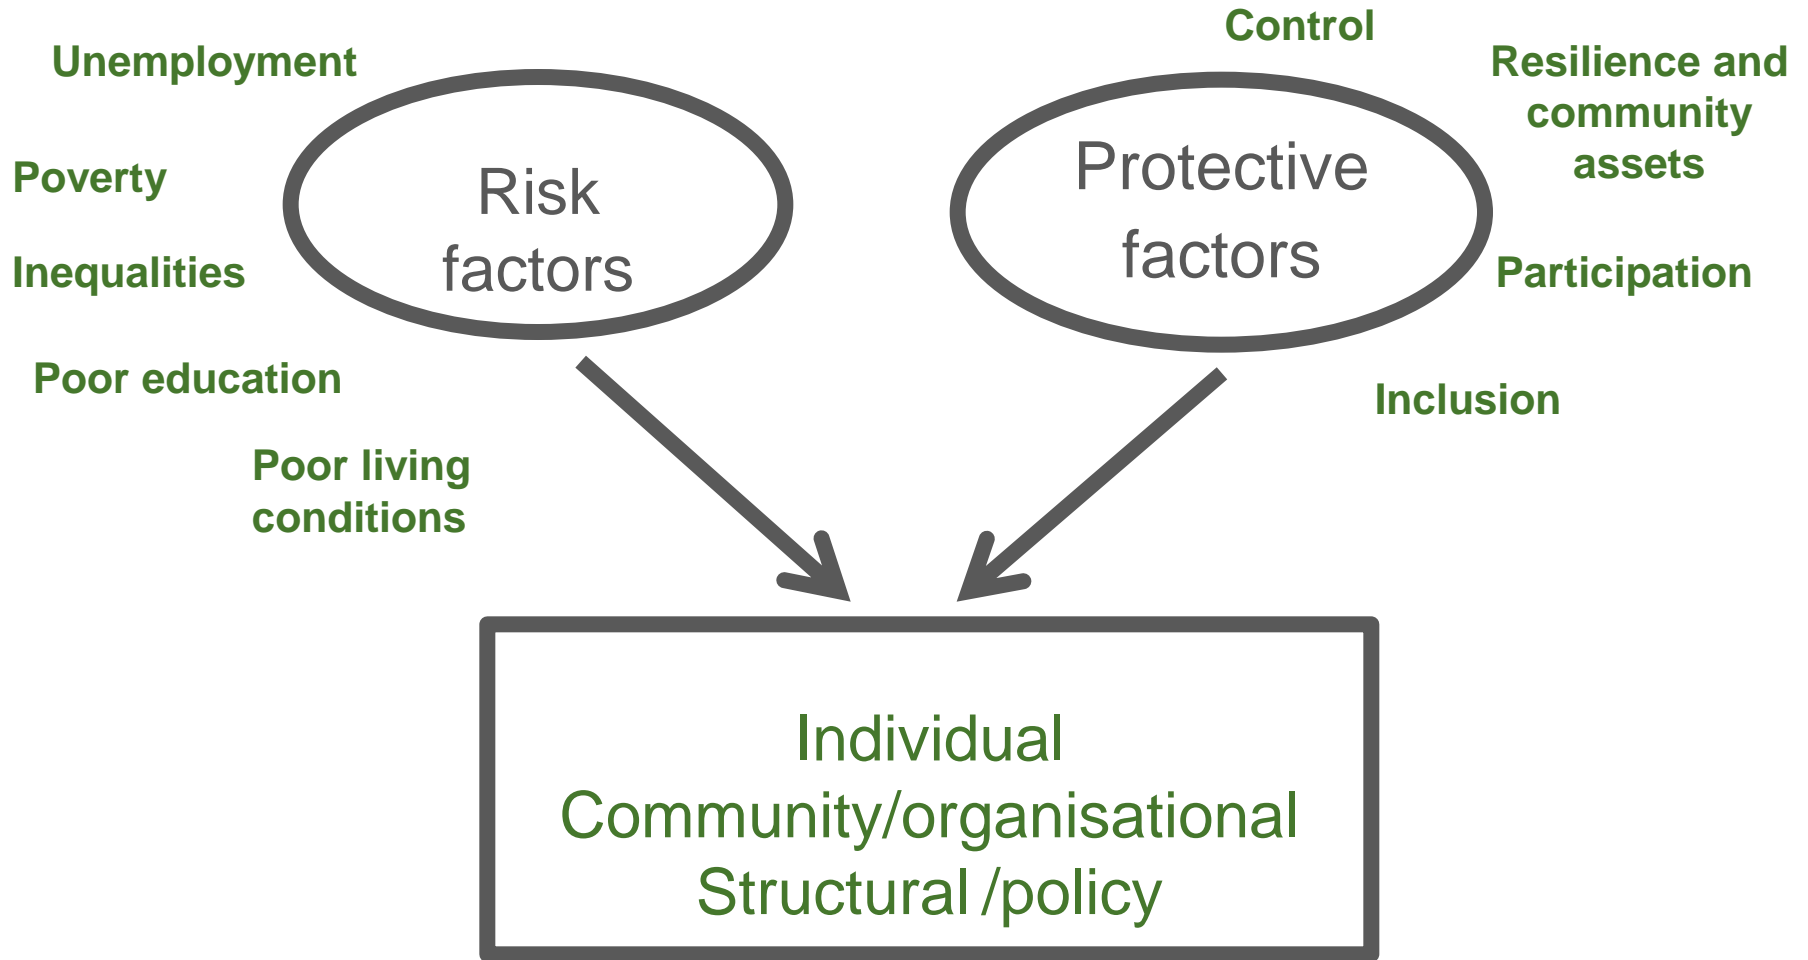 Unemployment
Poverty
Inequalities
Poor education
Poor living
conditions
Risk
factors
Control
Resilience and
community
assets
Participation
Inclusion
Protective
factors
Individual
Community/organisational
Structural /policy